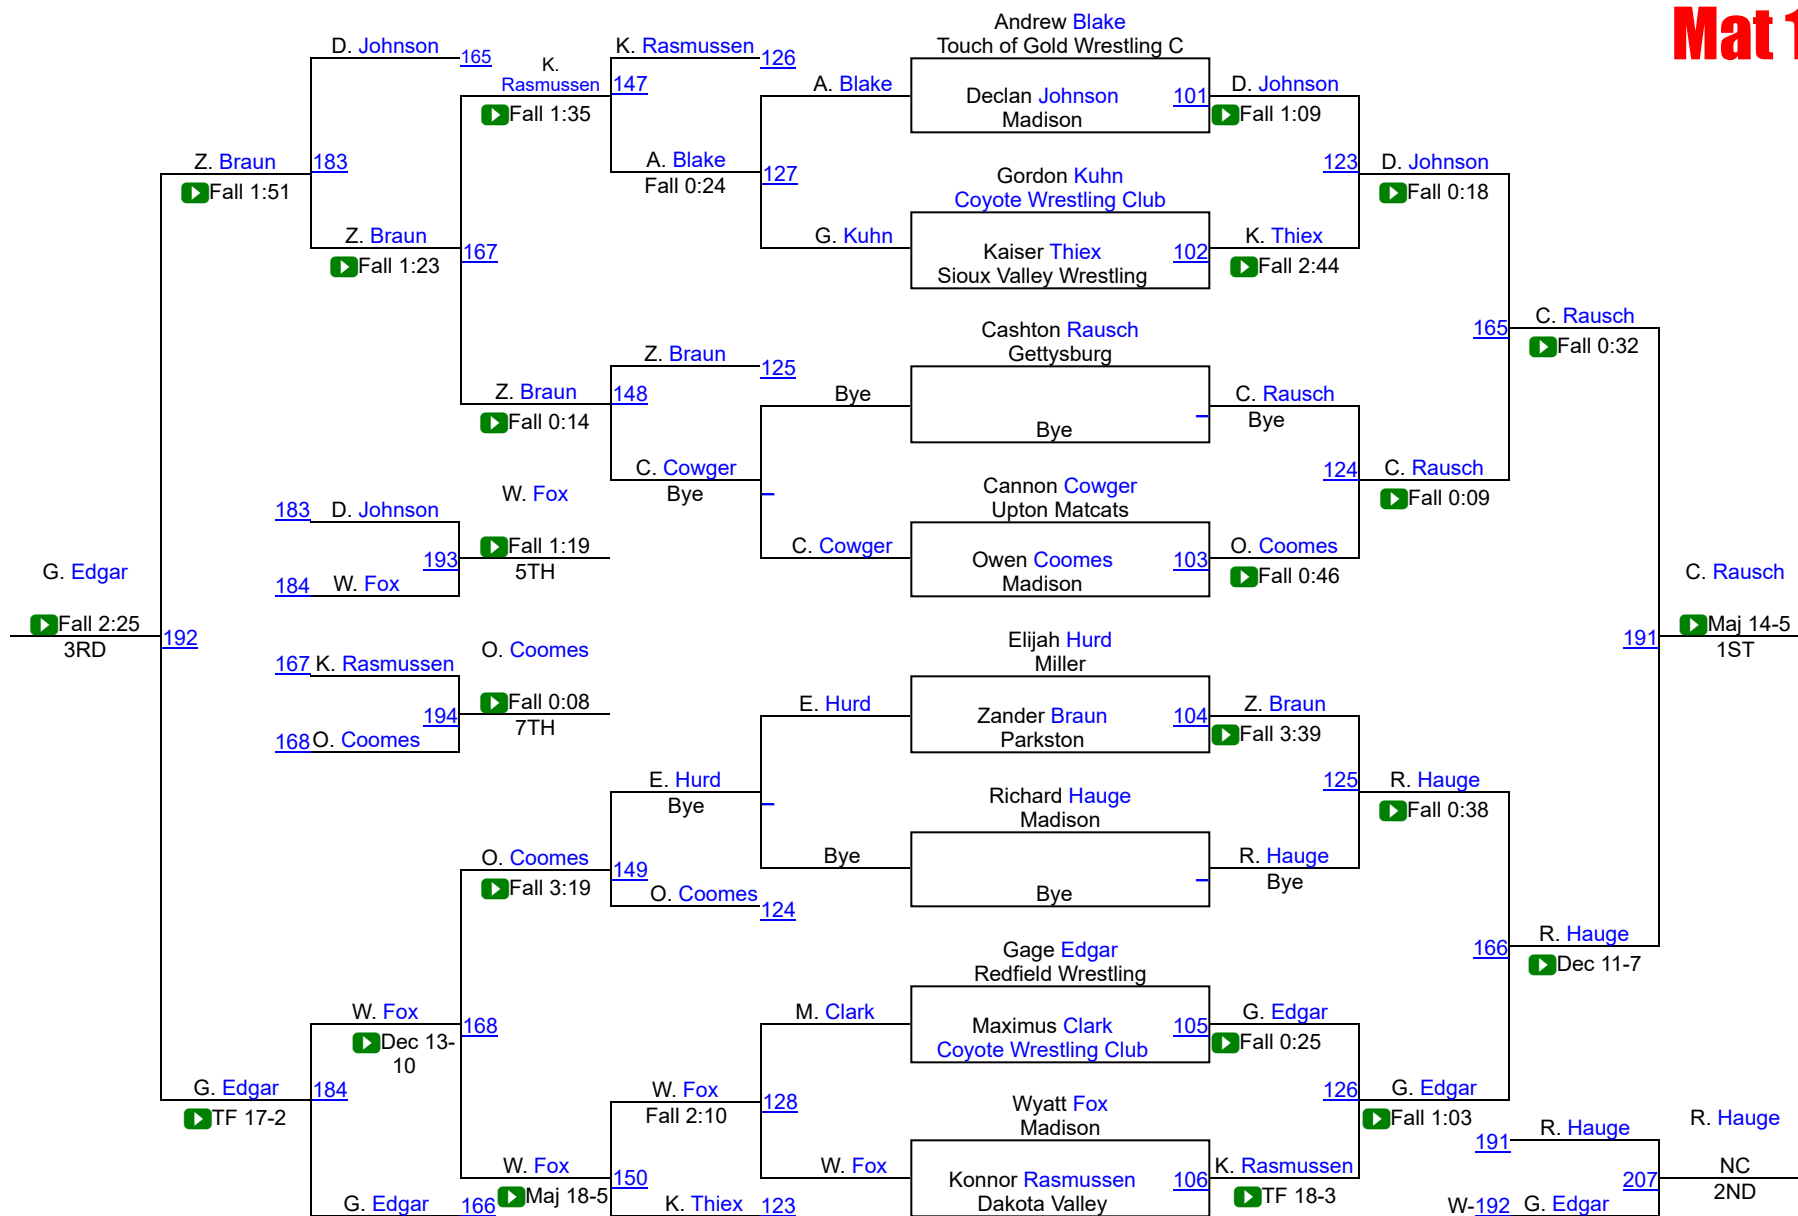 Mat 1
Andrew Blake
Touch of Gold Wrestling C
D. Johnson
165
K. Rasmussen
126
K.
Rasmussen
147
Fall 1:35
A. Blake
Declan Johnson
101
Madison
D. Johnson
Fall 1:09
Z. Braun
183
Fall 1:51
A. Blake
127
Fall 0:24
Gordon Kuhn
Coyote Wrestling Club
123
D. Johnson
Fall 0:18
Z. Braun
167
Fall 1:23
G. Kuhn
Kaiser Thiex
102
Sioux Valley Wrestling
K. Thiex
Fall 2:44
Cashton Rausch
Gettysburg
165
C. Rausch
Fall 0:32
Z. Braun
125
Z. Braun
148
Fall 0:14
Bye
Bye
C. Rausch
Bye
C. Cowger
Bye
Cannon Cowger
Upton Matcats
124
C. Rausch
Fall 0:09
W. Fox
183
D. Johnson
193
Fall 1:19
5TH
184
W. Fox
C. Cowger
Owen Coomes
103
Madison
O. Coomes
Fall 0:46
G. Edgar
Fall 2:25
192
3RD
C. Rausch
191
Maj 14-5
1ST
O. Coomes
167
K. Rasmussen
194
Fall 0:08
7TH
168
O. Coomes
Elijah Hurd
Miller
E. Hurd
Zander Braun
104
Parkston
Z. Braun
Fall 3:39
E. Hurd
Bye
Richard Hauge
Madison
125
R. Hauge
Fall 0:38
O. Coomes
149
Fall 3:19
O. Coomes
124
Bye
Bye
R. Hauge
Bye
Gage Edgar
Redfield Wrestling
166
R. Hauge
Dec 11-7
W. Fox
168
Dec 13-
10
M. Clark
Maximus Clark
105
Coyote Wrestling Club
G. Edgar
Fall 0:25
G. Edgar
184
TF 17-2
W. Fox
128
Fall 2:10
Wyatt Fox
Madison
126
G. Edgar
Fall 1:03
R. Hauge
191
R. Hauge
207
NC
2ND
W-192
G. Edgar
W. Fox
150
Maj 18-5
W. Fox
Konnor Rasmussen
106
Dakota Valley
K. Rasmussen
TF 18-3
G. Edgar
166
K. Thiex
123